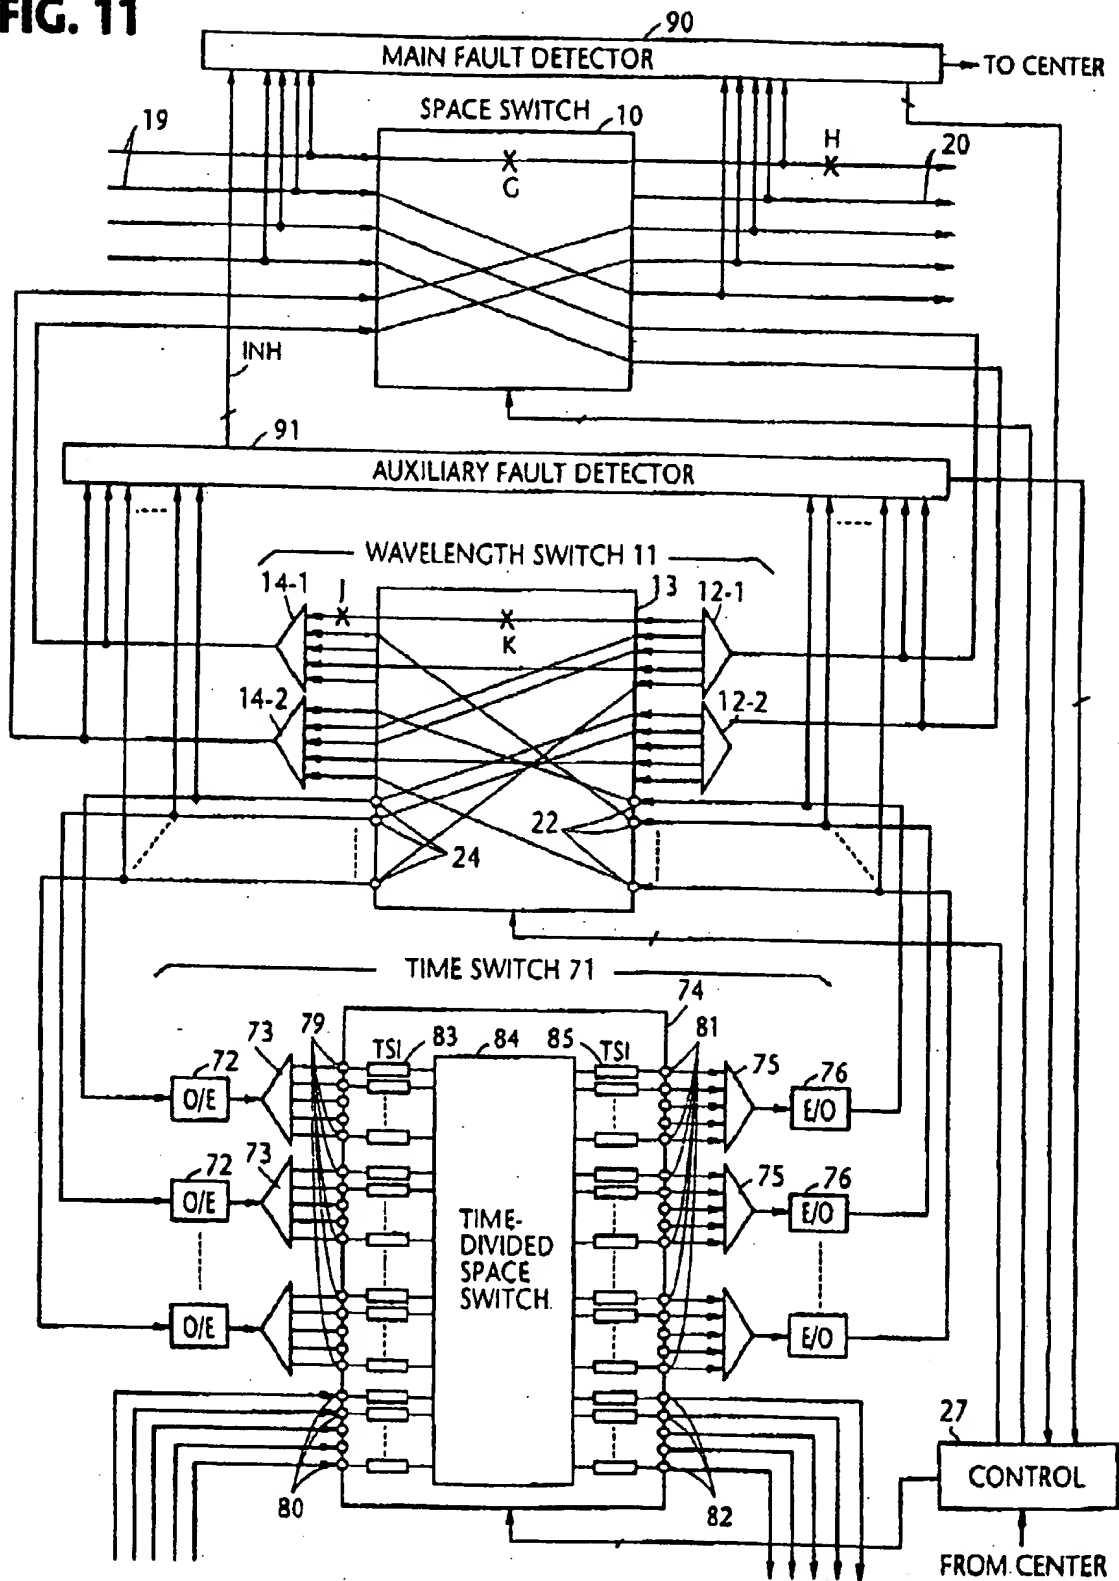 FIG. 11
90
MAIN FAULT DETECTOR
TO CENTER
SPACE SWITCH
10
19
H
X
20
X
G
INH
91
AUXILIARY FAULT DETECTOR
WAVELENGTH SWITCH 11
14-1
J
X
13
12-1
X
K
14-2
12-2
22
24
TIME SWITCH 71
74
79
83
84
85
81
TSI
TSI
73
72
O/E
75
76
E/O
73
72
O/E
75
76
E/O
TIME-
DIVIDED
SPACE
SWITCH
O/E
E/O
27
CONTROL
80
82
FROM CENTER